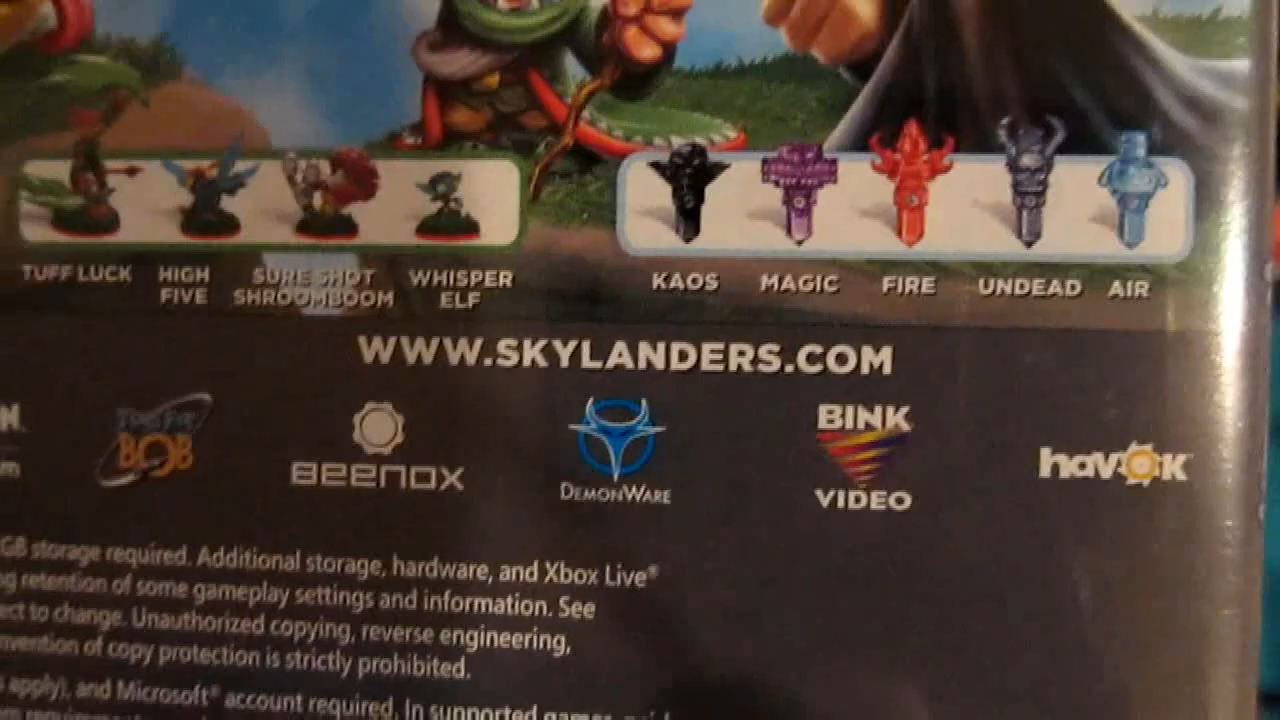 TUFF LUCK
HIGH
FIVE
SURE SHOT
SHROOMBOOM
WHISPER
ELF
KAOS
MAGIC
FIRE
UNDEAD
AIR
WWW.SKYLANDERS.COM
N.
m
TOYS FOR
BOB
BEENOX
DEMONWARE
BINK
VIDEO
havok
GB storage required. Additional storage, hardware, and Xbox Live®
retention of some gameplay settings and information. See
to change. Unauthorized copying, reverse engineering,
of copy protection is strictly prohibited.
apply), and Microsoft® account required. In supported games,